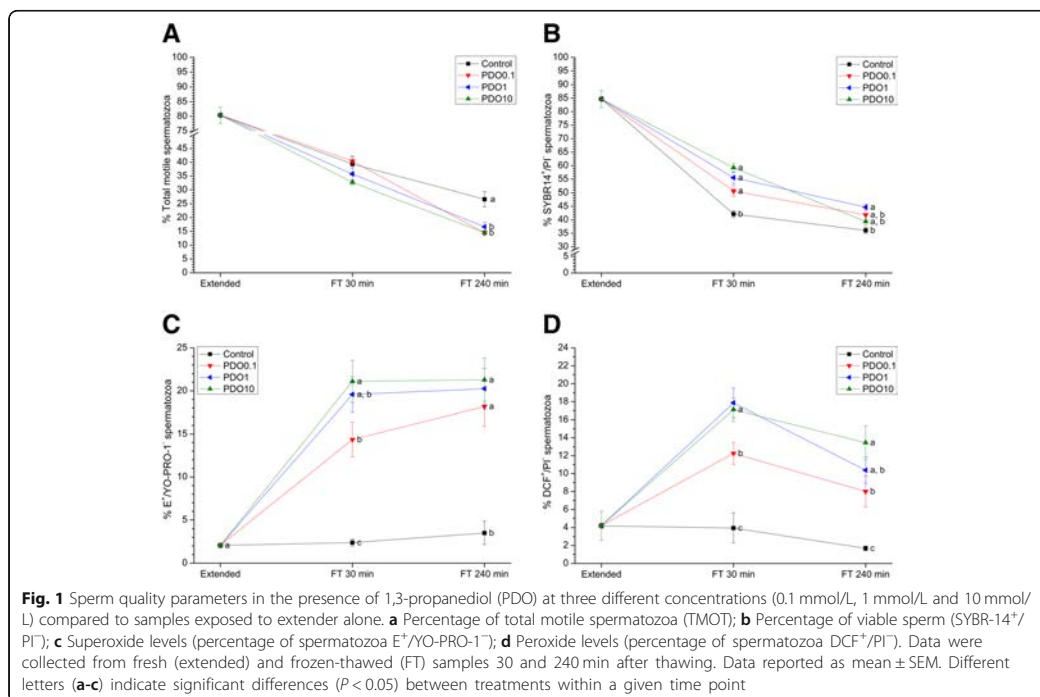 A
B
100
95
90
85
80
75
40
35
30
25
20
15
10
5
0
% Total motile spermatozoa
Extended
FT 30 min
FT 240 min
Control
PDO0.1
PDO1
PDO10
a
b
b
100
95
90
85
80
75
70
65
60
55
50
45
40
35
30
5
0
% SYBR14+/PI- spermatozoa
Extended
FT 30 min
FT 240 min
Control
PDO0.1
PDO1
PDO10
a
a
a
b
a
a, b
a, b
b
C
D
25
20
15
10
5
0
% E+/YO-PRO-1- spermatozoa
Extended
FT 30 min
FT 240 min
Control
PDO0.1
PDO1
PDO10
a
a
a, b
b
c
a
a
b
24
22
20
18
16
14
12
10
8
6
4
2
0
% DCF+/PI- spermatozoa
Extended
FT 30 min
FT 240 min
Control
PDO0.1
PDO1
PDO10
a
b
c
a
a, b
b
c
Fig. 1 Sperm quality parameters in the presence of 1,3-propanediol (PDO) at three different concentrations (0.1 mmol/L, 1 mmol/L and 10 mmol/
L) compared to samples exposed to extender alone. a Percentage of total motile spermatozoa (TMOT); b Percentage of viable sperm (SYBR-14+/
PI−); c Superoxide levels (percentage of spermatozoa E+/YO-PRO-1−); d Peroxide levels (percentage of spermatozoa DCF+/PI−). Data were
collected from fresh (extended) and frozen-thawed (FT) samples 30 and 240 min after thawing. Data reported as mean ± SEM. Different
letters (a-c) indicate significant differences (P < 0.05) between treatments within a given time point